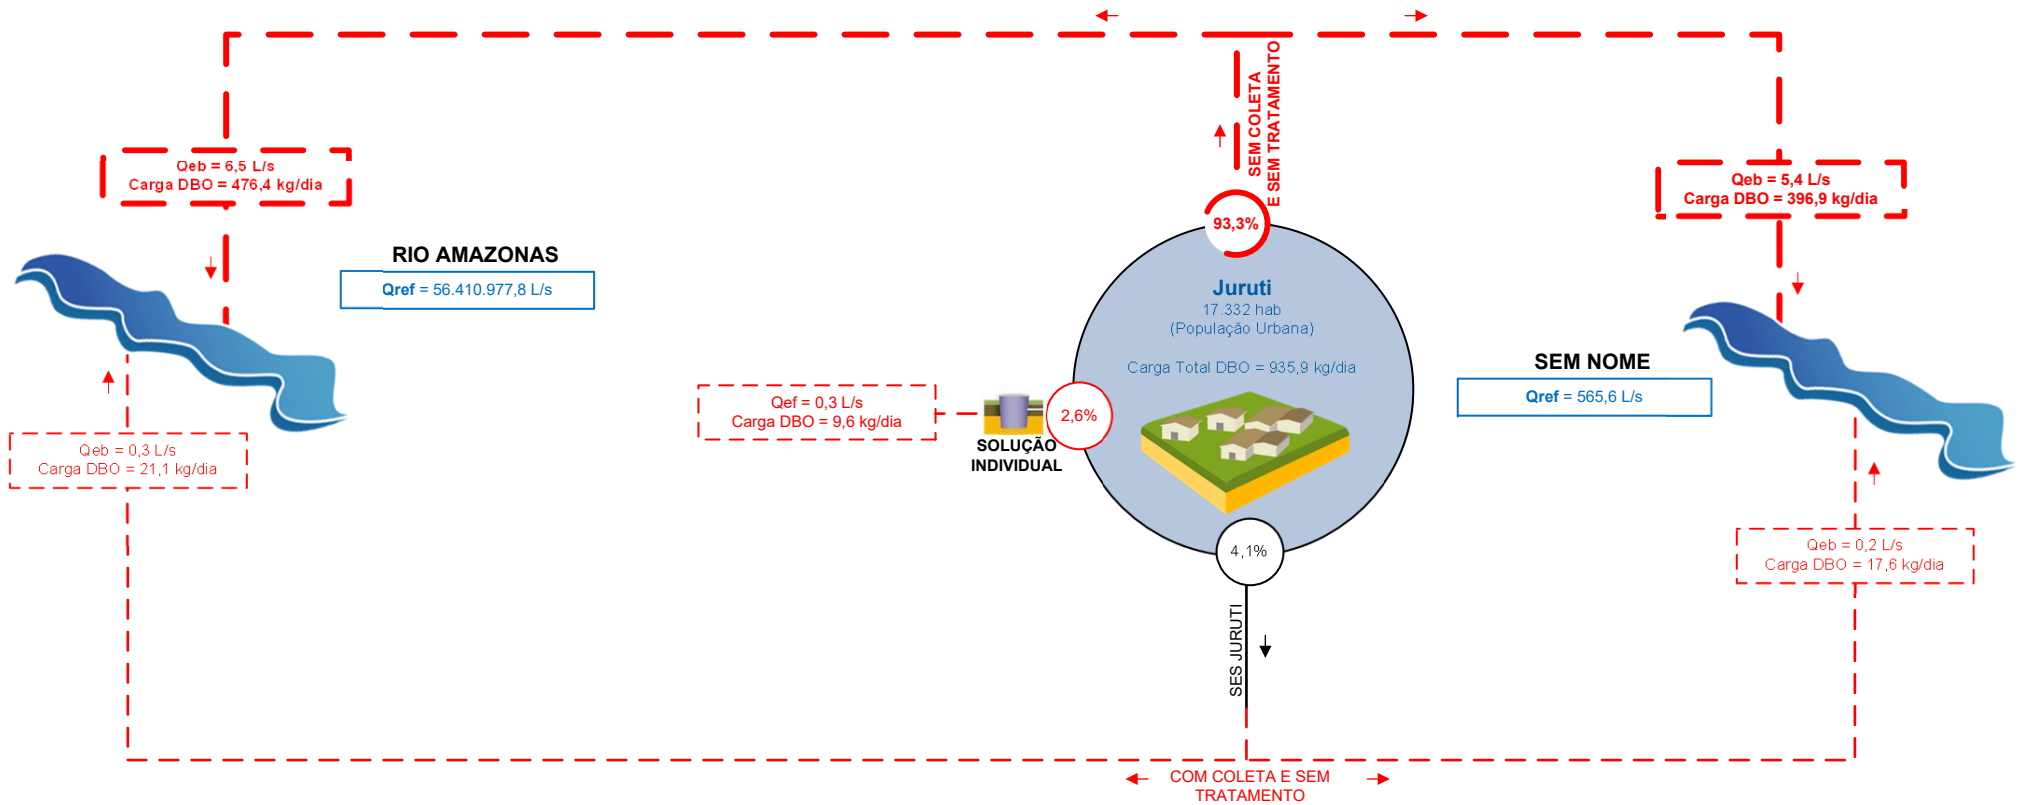 SEM COLETA
E SEM TRATAMENTO
Qeb = 6,5 L/s
Carga DBO = 476,4 kg/dia
Qeb = 5,4 L/s
Carga DBO = 396,9 kg/dia
93,3%
RIO AMAZONAS
Qref = 56.410.977,8 L/s
Juruti
17.332 hab
(População Urbana)
Carga Total DBO = 935,9 kg/dia
SEM NOME
Qref = 565,6 L/s
Qef = 0,3 L/s
Carga DBO = 9,6 kg/dia
2,6%
SOLUÇÃO
INDIVIDUAL
Qeb = 0,3 L/s
Carga DBO = 21,1 kg/dia
4,1%
Qeb = 0,2 L/s
Carga DBO = 17,6 kg/dia
SES JURUTI
COM COLETA E SEM
TRATAMENTO